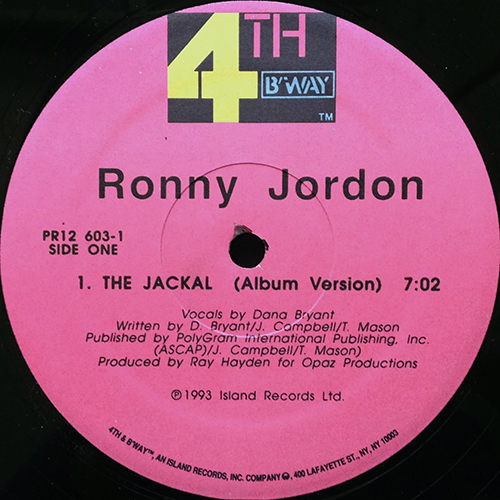 4TH
B'WAY
TM
Ronny Jordon
PR12 603-1
SIDE ONE
1. THE JACKAL (Album Version) 7:02
Vocals by Dana Bryant
Written by D. Bryant/J. Campbell/T. Mason
Published by PolyGram International Publishing, Inc.
(ASCAP)/J. Campbell/T. Mason)
Produced by Ray Hayden for Opaz Productions
℗1993 Island Records Ltd.
4TH & B'WAY™, AN ISLAND RECORDS, INC. COMPANY, 400 LAFAYETTE ST., NY, NY 10003